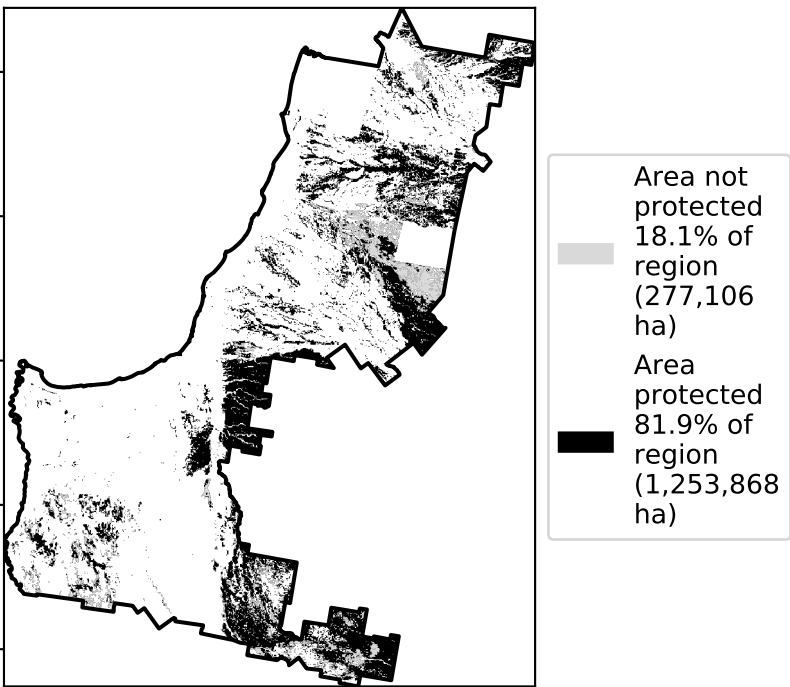 Area not
protected
18.1% of
region
(277,106
ha)
Area
protected
81.9% of
region
(1,253,868
ha)